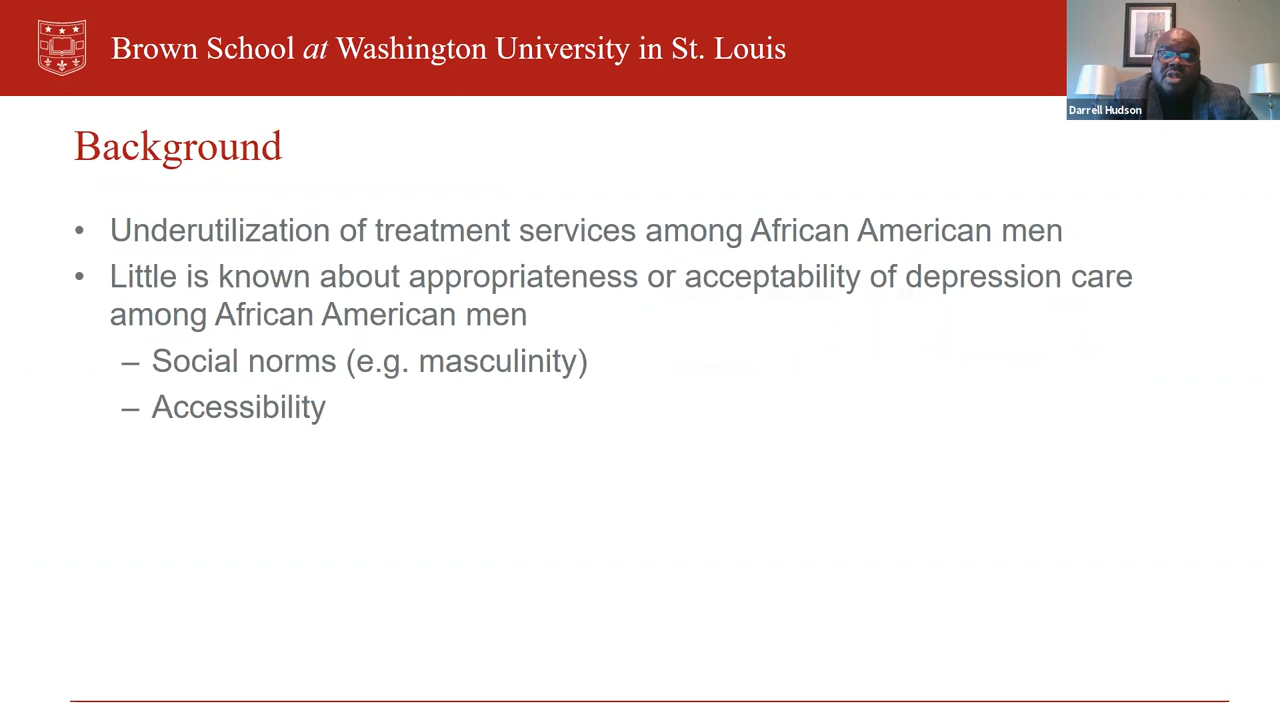 Brown School at Washington University in St. Louis
Darrell Hudson
Background
• Underutilization of treatment services among African American men
• Little is known about appropriateness or acceptability of depression care
among African American men
– Social norms (e.g. masculinity)
– Accessibility